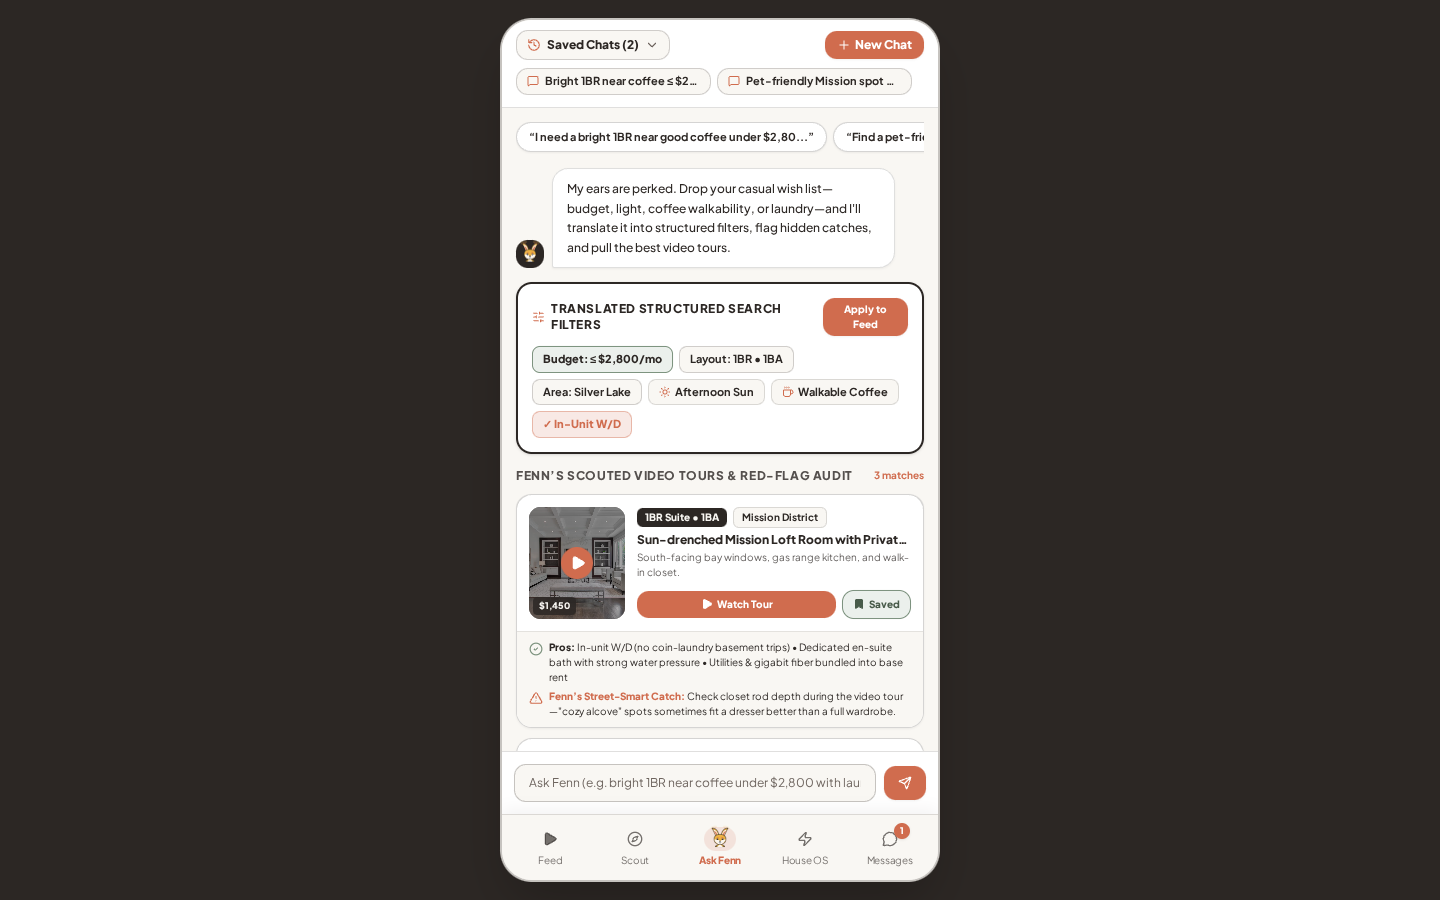 Saved Chats (2)
New Chat
Bright 1BR near coffee ≤ $2...
Pet-friendly Mission spot ...
“I need a bright 1BR near good coffee under $2,80...”
“Find a pet-frie
My ears are perked. Drop your casual wish list—
budget, light, coffee walkability, or laundry—and I'll
translate it into structured filters, flag hidden catches,
and pull the best video tours.
TRANSLATED STRUCTURED SEARCH
FILTERS
Apply to
Feed
Budget: ≤ $2,800/mo
Layout: 1BR • 1BA
Area: Silver Lake
Afternoon Sun
Walkable Coffee
✓ In-Unit W/D
FENN’S SCOUTED VIDEO TOURS & RED-FLAG AUDIT
3 matches
1BR Suite • 1BA
Mission District
Sun-drenched Mission Loft Room with Privat...
South-facing bay windows, gas range kitchen, and walk-
in closet.
$1,450
Watch Tour
Saved
Pros: In-unit W/D (no coin-laundry basement trips) • Dedicated en-suite
bath with strong water pressure • Utilities & gigabit fiber bundled into base
rent
Fenn’s Street-Smart Catch: Check closet rod depth during the video tour
—"cozy alcove" spots sometimes fit a dresser better than a full wardrobe.
Ask Fenn (e.g. bright 1BR near coffee under $2,800 with lau
Feed
Scout
Ask Fenn
House OS
1
Messages